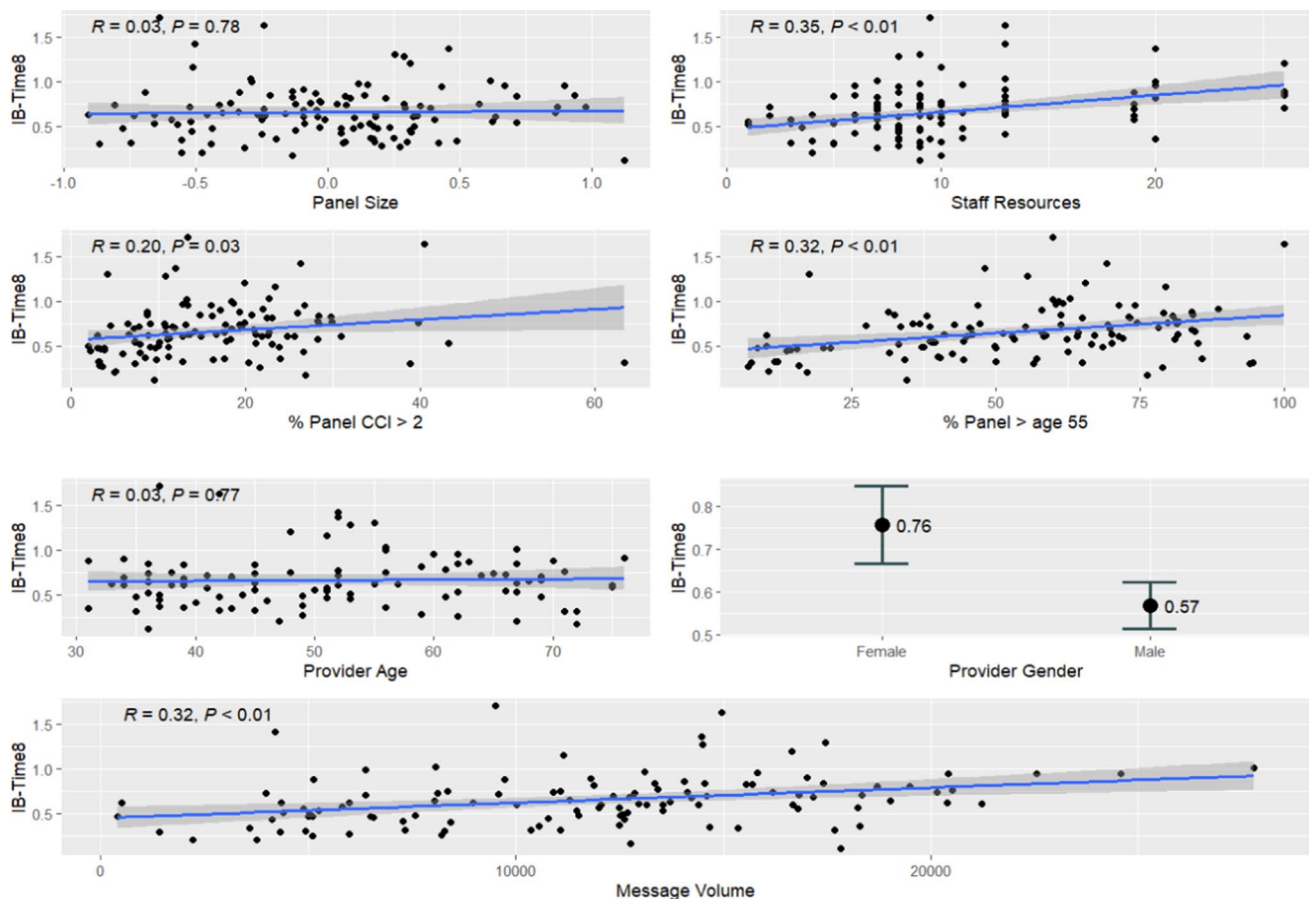 R = 0.03, P = 0.78
IB-Time8
1.5
1.0
0.5
-1.0 -0.5 0.0 0.5 1.0
Panel Size
R = 0.35, P < 0.01
IB-Time8
1.5
1.0
0.5
0 10 20
Staff Resources
R = 0.20, P = 0.03
IB-Time8
1.5
1.0
0.5
0 20 40 60
% Panel CCI > 2
R = 0.32, P < 0.01
IB-Time8
1.5
1.0
0.5
25 50 75 100
% Panel > age 55
R = 0.03, P = 0.77
IB-Time8
1.5
1.0
0.5
30 40 50 60 70
Provider Age
IB-Time8
0.8
0.7
0.6
0.5
0.76
0.57
Female Male
Provider Gender
R = 0.32, P < 0.01
IB-Time8
1.5
1.0
0.5
0 10000 20000
Message Volume